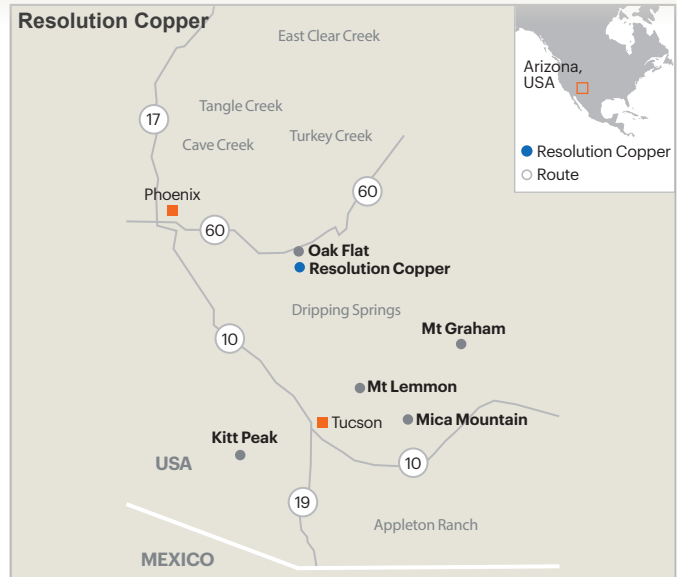 Resolution Copper
East Clear Creek
Arizona,
USA
Tangle Creek
17
Turkey Creek
Cave Creek
Resolution Copper
Route
Phoenix
60
60
Oak Flat
Resolution Copper
Dripping Springs
Mt Graham
10
Mt Lemmon
Tucson
Mica Mountain
Kitt Peak
USA
10
19
Appleton Ranch
MEXICO